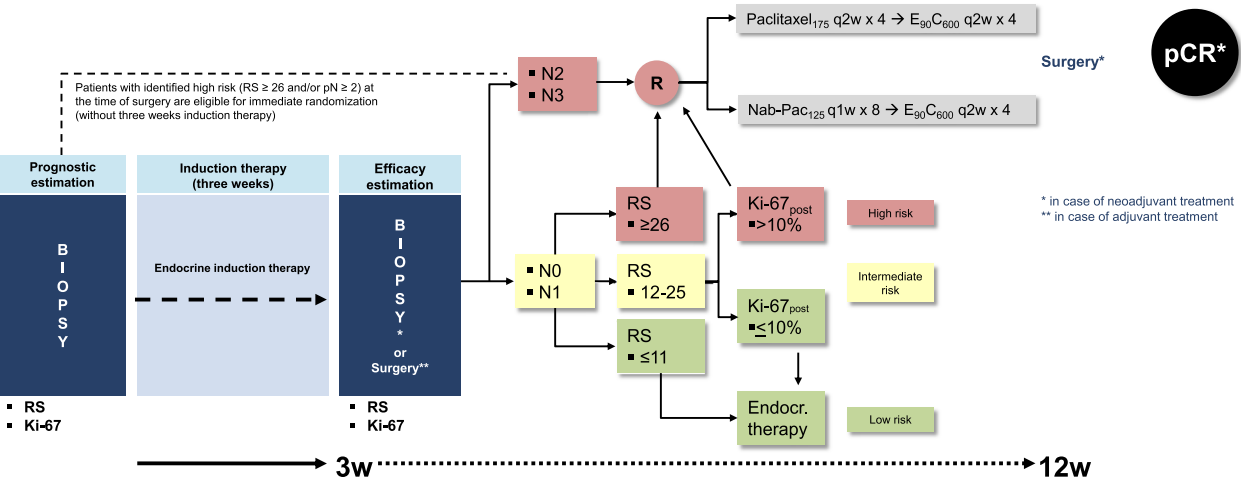 Paclitaxel175 q2w x 4 → E90C600 q2w x 4
pCR*
Surgery*
Nab-Pac125 q1w x 8 → E90C600 q2w x 4
▪ N2
▪ N3
R
Patients with identified high risk (RS ≥ 26 and/or pN ≥ 2) at
the time of surgery are eligible for immediate randomization
(without three weeks induction therapy)
Prognostic
estimation
Induction therapy
(three weeks)
Efficacy
estimation
B
I
O
P
S
Y
Endocrine induction therapy
B
I
O
P
S
Y
*
or
Surgery**
▪ RS
▪ Ki-67
▪ RS
▪ Ki-67
▪ N0
▪ N1
RS
▪ ≥26
RS
▪ 12-25
RS
▪ ≤11
Ki-67post
▪>10%
Ki-67post
▪≤10%
Endocr.
therapy
High risk
Intermediate
risk
Low risk
* in case of neoadjuvant treatment
** in case of adjuvant treatment
3w
12w